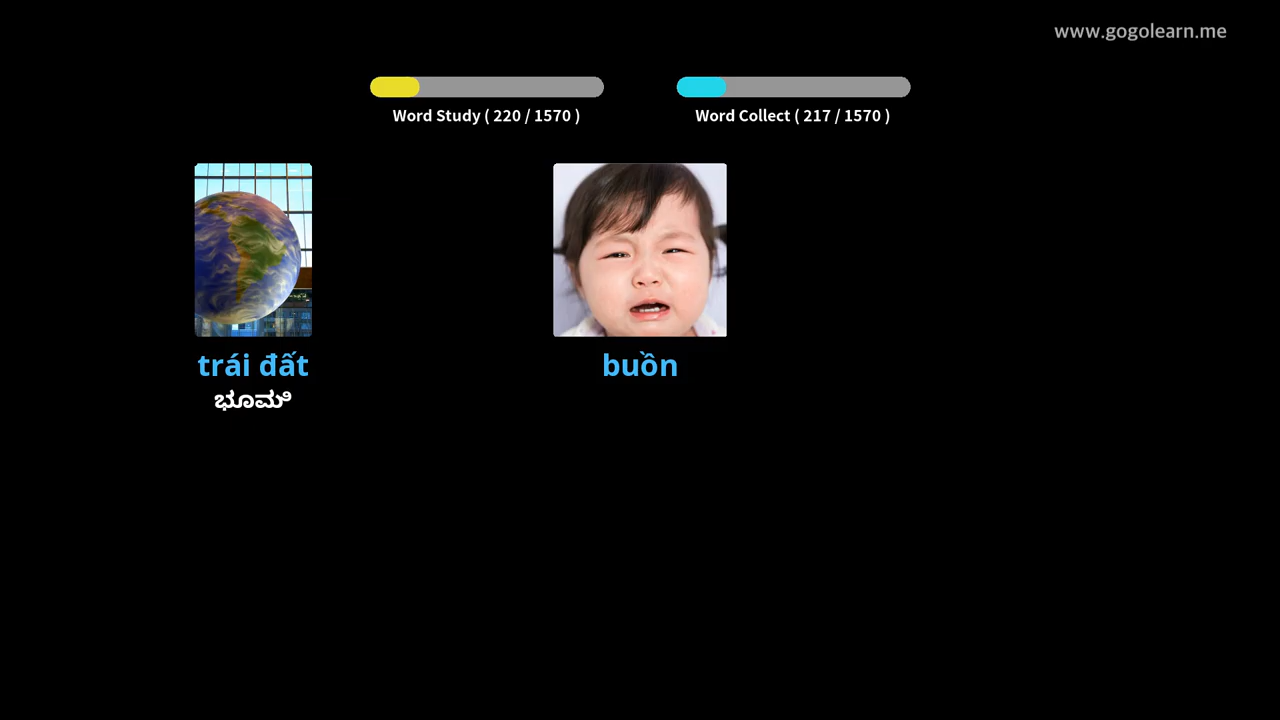 www.gogolearn.me
Word Study ( 220 / 1570 )
Word Collect ( 217 / 1570 )
trái đất
ಭೂಮಿ
buồn